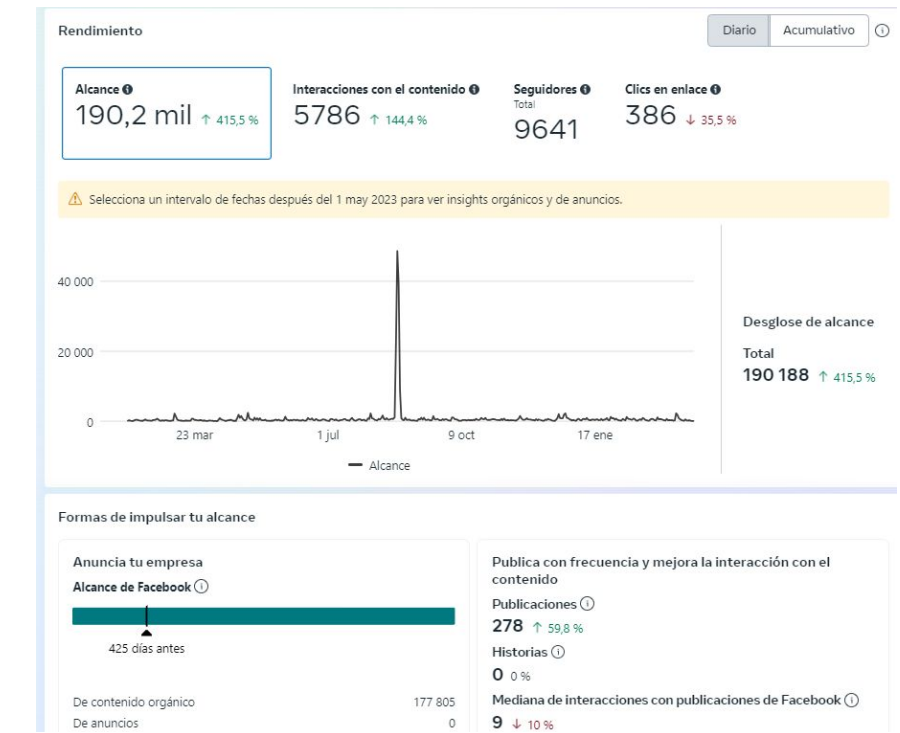 Rendimiento
Diario Acumulativo
Alcance
190,2 mil ↑ 415,5 %
Interacciones con el contenido
5786 ↑ 144,4 %
Seguidores
Total
9641
Clics en enlace
386 ↓ 35,5 %
Selecciona un intervalo de fechas después del 1 may 2023 para ver insights orgánicos y de anuncios.
40 000
20 000
0
23 mar 1 jul 9 oct 17 ene
Alcance
Desglose de alcance
Total
190 188 ↑ 415,5 %
Formas de impulsar tu alcance
Anuncia tu empresa
Alcance de Facebook
425 días antes
De contenido orgánico 177 805
De anuncios 0
Publica con frecuencia y mejora la interacción con el
contenido
Publicaciones
278 ↑ 59,8 %
Historias
0 0 %
Mediana de interacciones con publicaciones de Facebook
9 ↓ 10 %